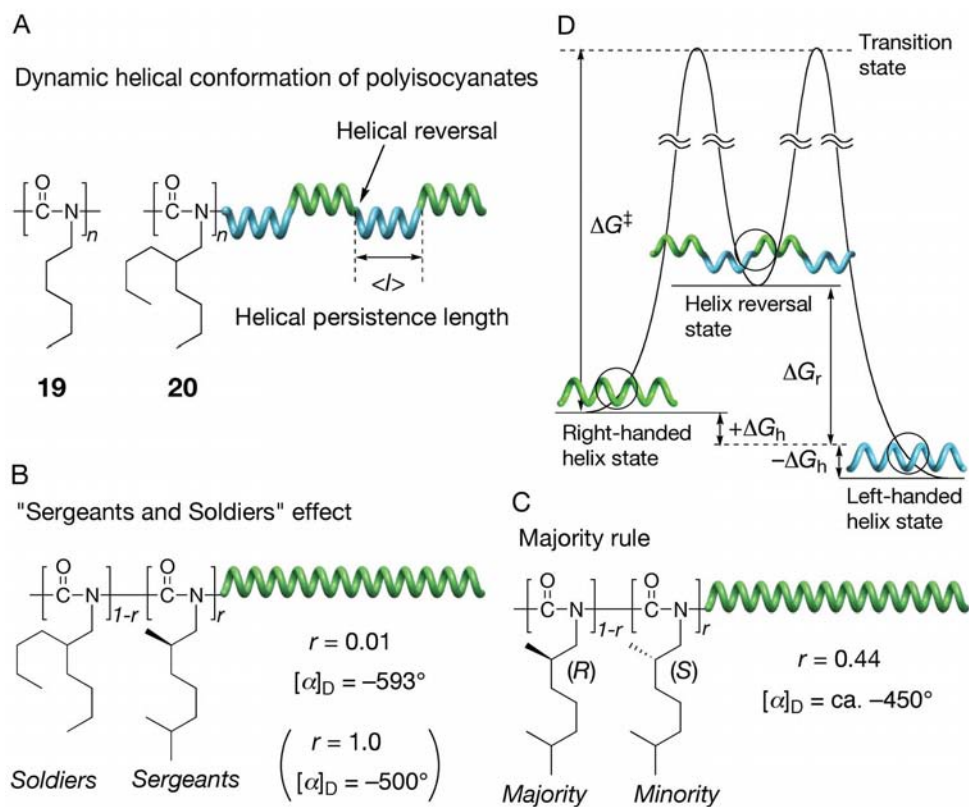 A
Dynamic helical conformation of polyisocyanates
Helical reversal
O
C
N
n
O
C
N
n
<l>
Helical persistence length
19
20
B
"Sergeants and Soldiers" effect
O
C
N
1-r
O
C
N
r
r = 0.01
[α]D = –593°
r = 1.0
[α]D = –500°
Soldiers
Sergeants
C
Majority rule
O
C
N
1-r
O
C
N
r
(R)
(S)
r = 0.44
[α]D = ca. –450°
Majority
Minority
D
Transition
state
ΔG‡
Helix reversal
state
ΔGr
Right-handed
helix state
+ΔGh
–ΔGh
Left-handed
helix state